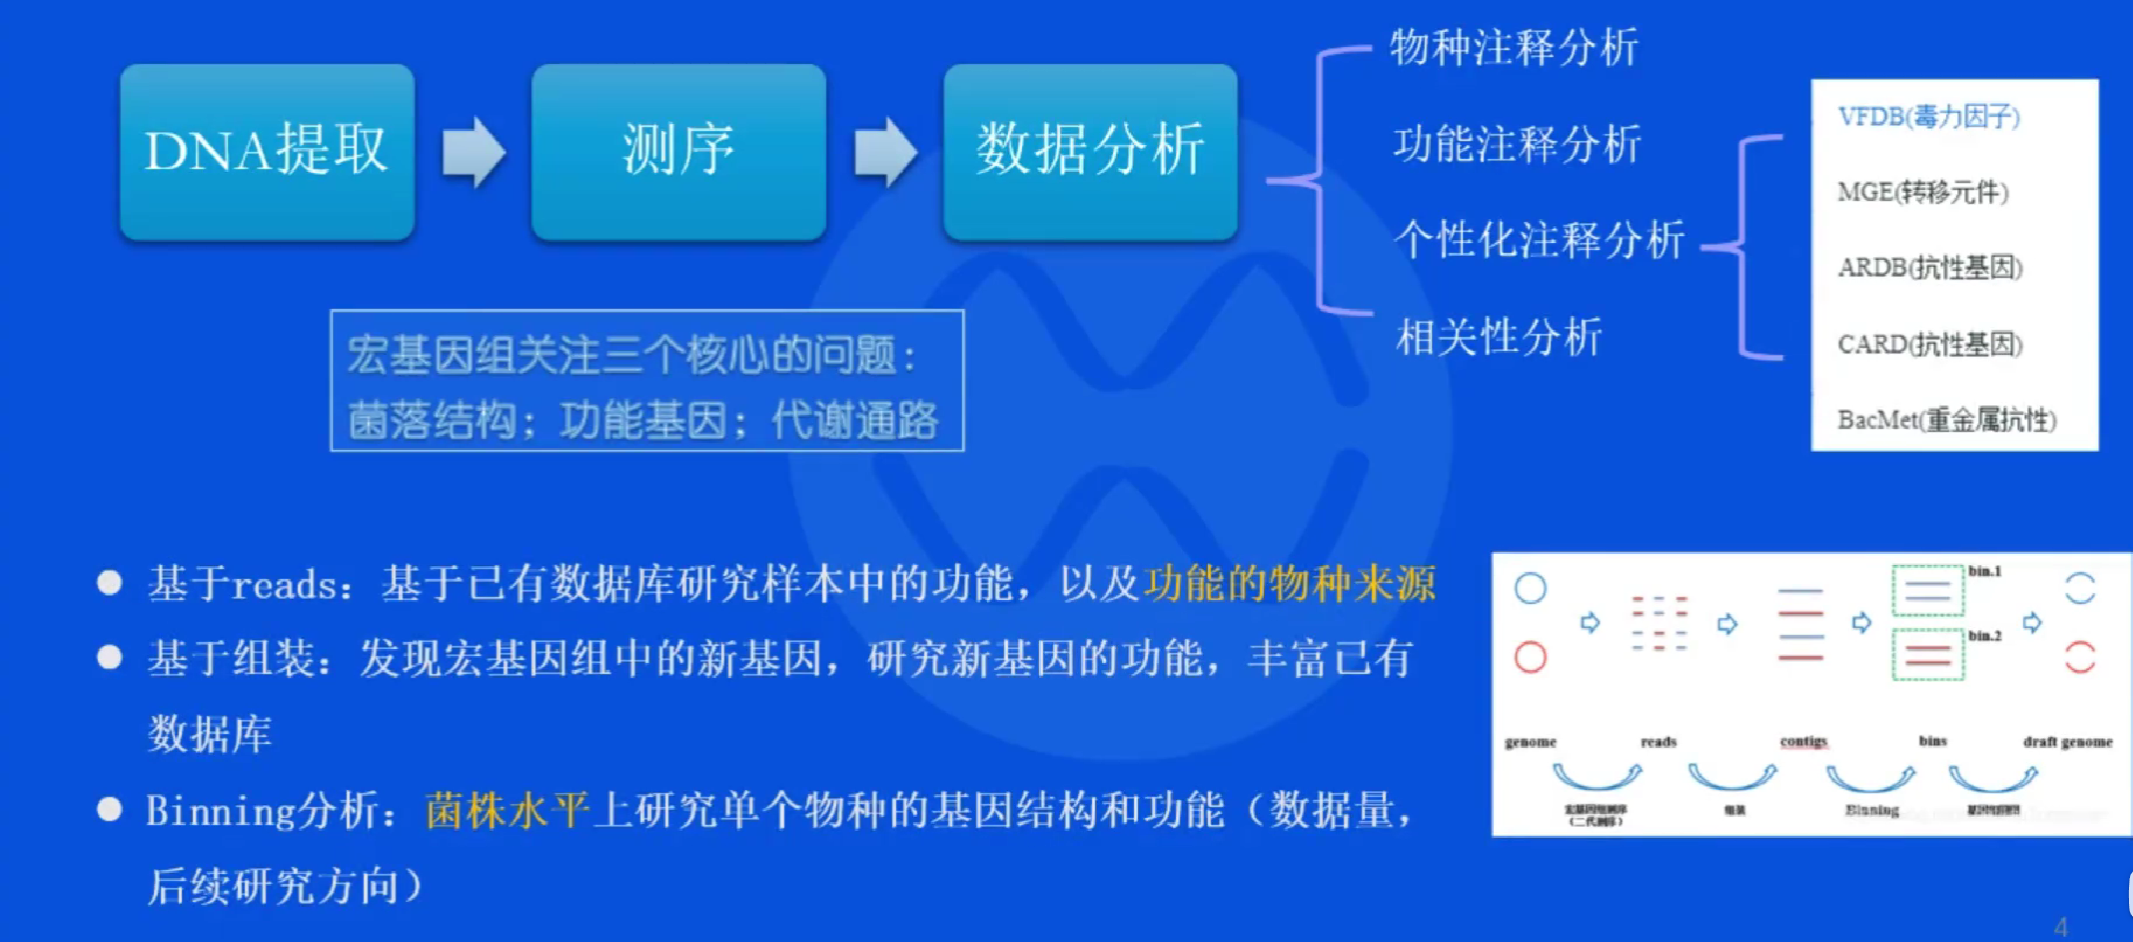 DNA提取
测序
数据分析
物种注释分析
功能注释分析
个性化注释分析
相关性分析
VFDB(毒力因子)
MGE(转移元件)
ARDB(抗性基因)
CARD(抗性基因)
BacMet(重金属抗性)
宏基因组关注三个核心的问题：
菌落结构；功能基因；代谢通路
基于reads：基于已有数据库研究样本中的功能，以及功能的物种来源
基于组装：发现宏基因组中的新基因，研究新基因的功能，丰富已有
数据库
Binning分析：菌株水平上研究单个物种的基因结构和功能（数据量，
后续研究方向）
bin.1
bin.2
genome
reads
contigs
bins
draft genome
宏基因组测序
（二代测序）
组装
Binning
4